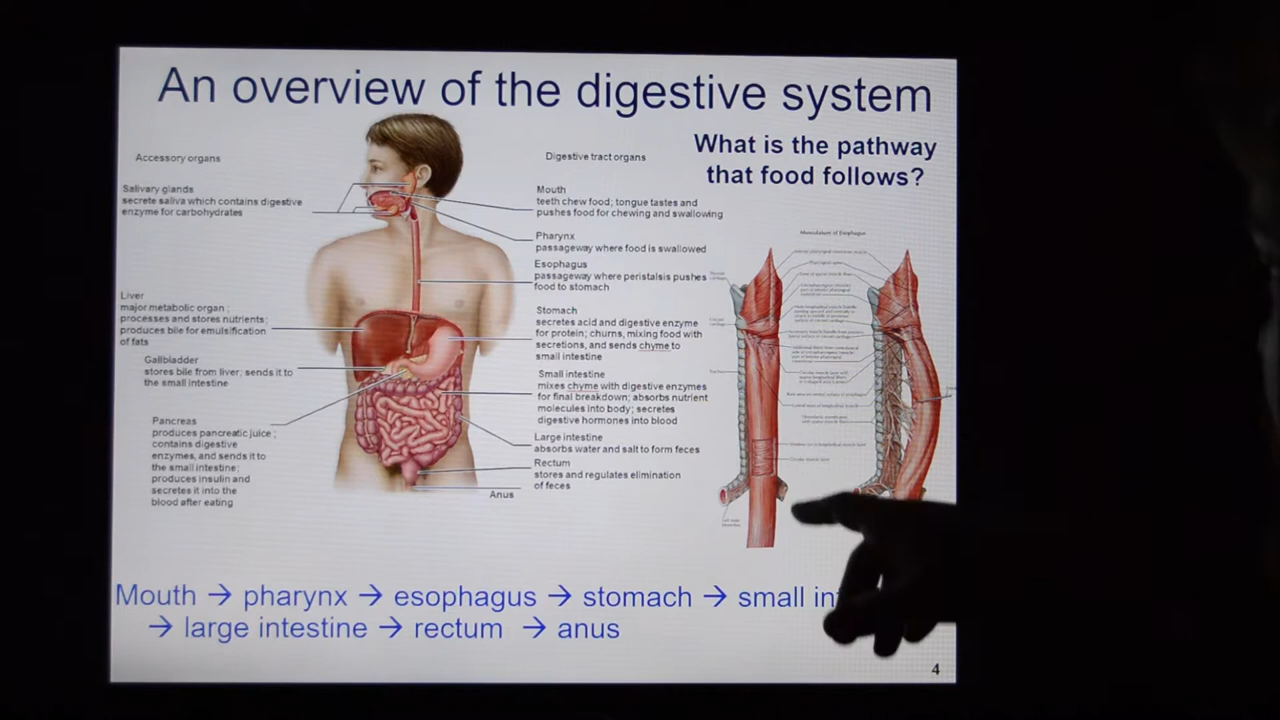 An overview of the digestive system
What is the pathway
that food follows?
Accessory organs
Salivary glands
secrete saliva which contains digestive
enzyme for carbohydrates
Liver
major metabolic organ ;
processes and stores nutrients;
produces bile for emulsification
of fats
Gallbladder
stores bile from liver; sends it to
the small intestine
Pancreas
produces pancreatic juice ;
contains digestive
enzymes, and sends it to
the small intestine;
produces insulin and
secretes it into the
blood after eating
Digestive tract organs
Mouth
teeth chew food; tongue tastes and
pushes food for chewing and swallowing
Pharynx
passageway where food is swallowed
Esophagus
passageway where peristalsis pushes
food to stomach
Stomach
secretes acid and digestive enzyme
for protein; churns, mixing food with
secretions, and sends chyme to
small intestine
Small intestine
mixes chyme with digestive enzymes
for final breakdown; absorbs nutrient
molecules into body; secretes
digestive hormones into blood
Large intestine
absorbs water and salt to form feces
Rectum
stores and regulates elimination
of feces
Anus
Musculature of Esophagus
Mouth → pharynx → esophagus → stomach → small in
→ large intestine → rectum → anus
4